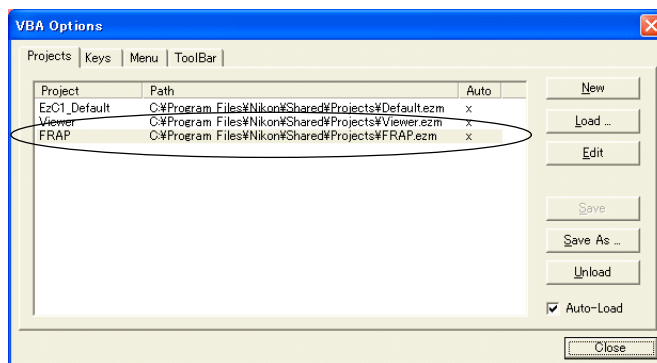 VBA Options
Projects Keys Menu ToolBar
Project Path Auto
EzC1_Default C:¥Program Files¥Nikon¥Shared¥Projects¥Default.ezm x
Viewer C:¥Program Files¥Nikon¥Shared¥Projects¥Viewer.ezm x
FRAP C:¥Program Files¥Nikon¥Shared¥Projects¥FRAP.ezm x
New
Load ...
Edit
Save
Save As ...
Unload
Auto-Load
Close